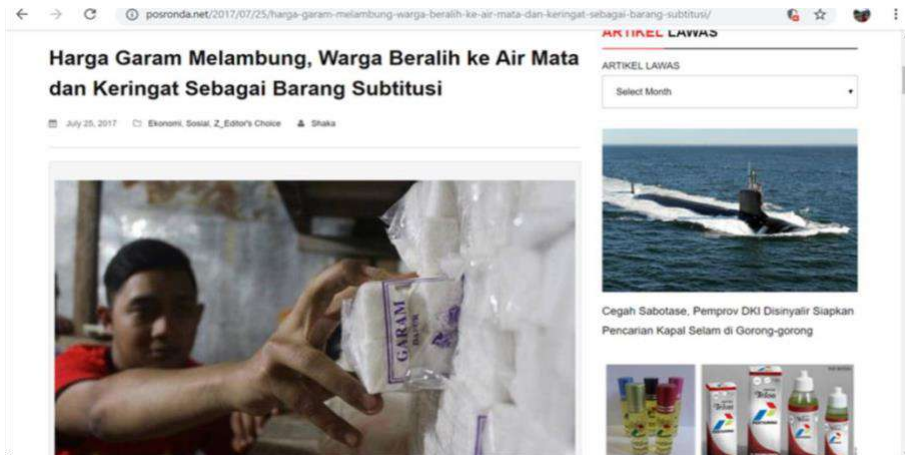 posronda.net/2017/07/25/harga-garam-melambung-warga-beralih-ke-air-mata-dan-keringat-sebagai-barang-subtitusi/
Harga Garam Melambung, Warga Beralih ke Air Mata
dan Keringat Sebagai Barang Subtitusi
July 25, 2017 Ekonomi, Sosial, Z_Editor's Choice Shaka
GARAM
DAPUR
ARTIKEL LAWAS
ARTIKEL LAWAS
Select Month
Cegah Sabotase, Pemprov DKI Disinyalir Siapkan
Pencarian Kapal Selam di Gorong-gorong